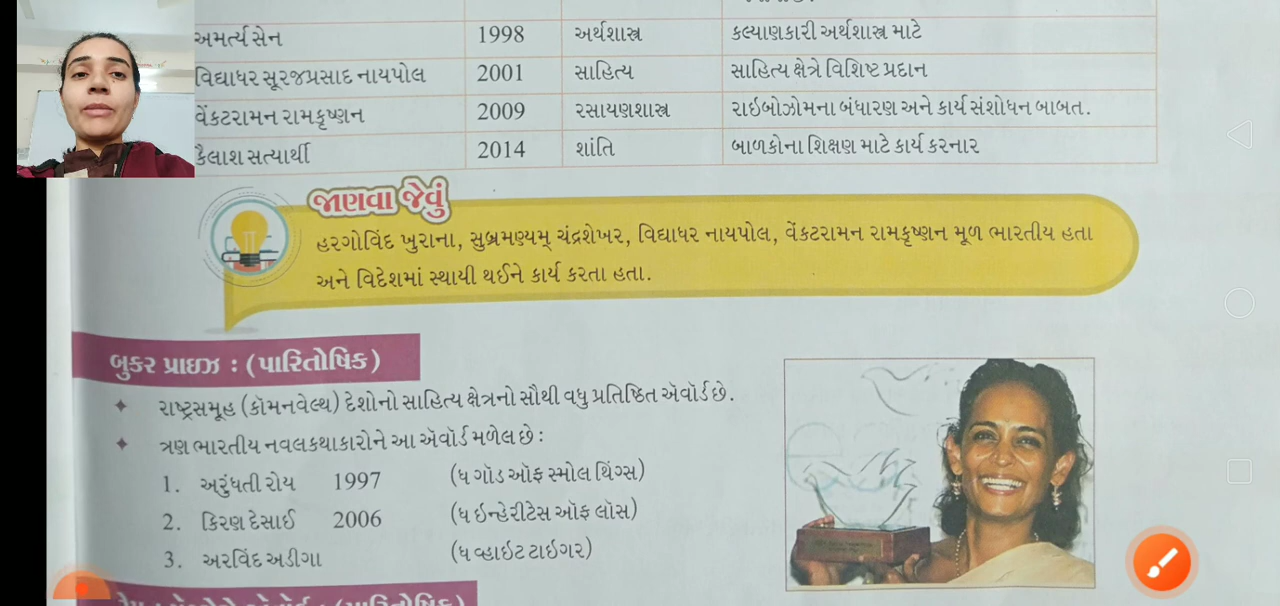 અમર્ત્ય સેન 1998 અર્થશાસ્ત્ર કલ્યાણકારી અર્થશાસ્ત્ર માટે
વિદ્યાધર સૂરજપ્રસાદ નાયપોલ 2001 સાહિત્ય સાહિત્ય ક્ષેત્રે વિશિષ્ટ પ્રદાન
વેંકટરામન રામકૃષ્ણન 2009 રસાયણશાસ્ત્ર રાઇબોઝોમના બંધારણ અને કાર્ય સંશોધન બાબત.
કૈલાશ સત્યાર્થી 2014 શાંતિ બાળકોના શિક્ષણ માટે કાર્ય કરનાર
જાણવા જેવું
હરગોવિંદ ખુરાના, સુબ્રમણ્યમ્ ચંદ્રશેખર, વિદ્યાધર નાયપોલ, વેંકટરામન રામકૃષ્ણન મૂળ ભારતીય હતા
અને વિદેશમાં સ્થાયી થઈને કાર્ય કરતા હતા.
બુકર પ્રાઇઝ : (પારિતોષિક)
રાષ્ટ્રસમૂહ (કૉમનવેલ્થ) દેશોનો સાહિત્ય ક્ષેત્રનો સૌથી વધુ પ્રતિષ્ઠિત ઍવૉર્ડ છે.
ત્રણ ભારતીય નવલકથાકારોને આ ઍવૉર્ડ મળેલ છે :
1. અરુંધતી રોય 1997 (ધ ગૉડ ઑફ સ્મોલ થિંગ્સ)
2. કિરણ દેસાઈ 2006 (ધ ઇન્હેરીટેસ ઑફ લૉસ)
3. અરવિંદ અડીગા (ધ વ્હાઇટ ટાઇગર)